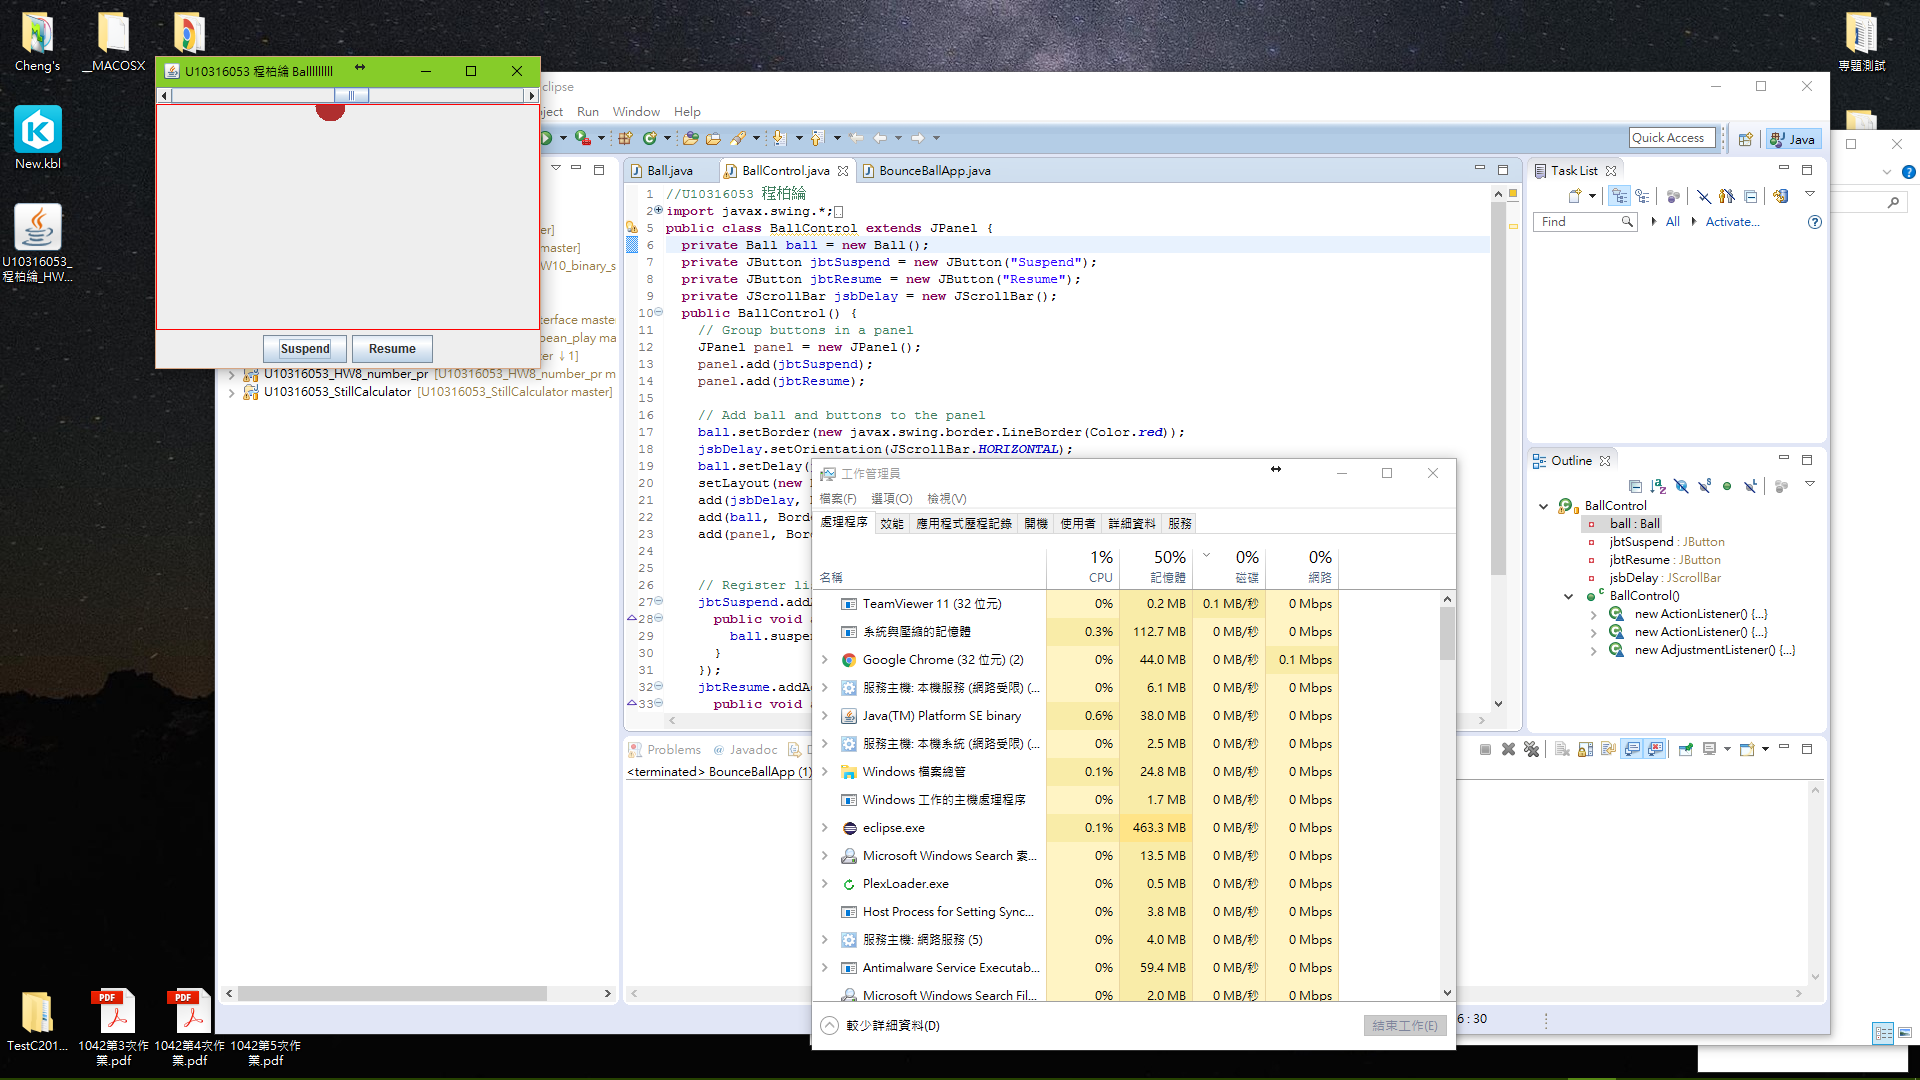 Cheng's
__MACOSX
New.kbl
U10316053_
程柏綸_HW...
TestC201...
1042第3次作
業.pdf
1042第4次作
業.pdf
1042第5次作
業.pdf
專題測試
U10316053 程柏綸 Balllllllll
Suspend
Resume
clipse
ject
Run
Window
Help
Quick Access
Java
er]
master]
W10_binary_s
terface maste
bean_play ma
ter ↓1]
U10316053_HW8_number_pr [U10316053_HW8_number_pr m
U10316053_StillCalculator [U10316053_StillCalculator master]
Ball.java
BallControl.java
BounceBallApp.java
1 //U10316053 程柏綸
2 import javax.swing.*;
5 public class BallControl extends JPanel {
6 private Ball ball = new Ball();
7 private JButton jbtSuspend = new JButton("Suspend");
8 private JButton jbtResume = new JButton("Resume");
9 private JScrollBar jsbDelay = new JScrollBar();
10 public BallControl() {
11 // Group buttons in a panel
12 JPanel panel = new JPanel();
13 panel.add(jbtSuspend);
14 panel.add(jbtResume);
15
16 // Add ball and buttons to the panel
17 ball.setBorder(new javax.swing.border.LineBorder(Color.red));
18 jsbDelay.setOrientation(JScrollBar.HORIZONTAL);
19 ball.setDelay(
20 setLayout(new
21 add(jsbDelay,
22 add(ball, Bord
23 add(panel, Bor
24
25
26 // Register li
27 jbtSuspend.add
28 public void
29 ball.suspen
30 }
31 });
32 jbtResume.addA
33 public void
Problems
@ Javadoc
<terminated> BounceBallApp (1)
6 : 30
Task List
Find
All
Activate...
Outline
BallControl
ball : Ball
jbtSuspend : JButton
jbtResume : JButton
jsbDelay : JScrollBar
BallControl()
new ActionListener() {...}
new ActionListener() {...}
new AdjustmentListener() {...}
工作管理員
檔案(F) 選項(O) 檢視(V)
處理程序 效能 應用程式歷程記錄 開機 使用者 詳細資料 服務
1% 50% 0% 0%
名稱 CPU 記憶體 磁碟 網路
TeamViewer 11 (32 位元) 0% 0.2 MB 0.1 MB/秒 0 Mbps
系統與壓縮的記憶體 0.3% 112.7 MB 0 MB/秒 0 Mbps
Google Chrome (32 位元) (2) 0% 44.0 MB 0 MB/秒 0.1 Mbps
服務主機: 本機服務 (網路受限) (... 0% 6.1 MB 0 MB/秒 0 Mbps
Java(TM) Platform SE binary 0.6% 38.0 MB 0 MB/秒 0 Mbps
服務主機: 本機系統 (網路受限) (... 0% 2.5 MB 0 MB/秒 0 Mbps
Windows 檔案總管 0.1% 24.8 MB 0 MB/秒 0 Mbps
Windows 工作的主機處理程序 0% 1.7 MB 0 MB/秒 0 Mbps
eclipse.exe 0.1% 463.3 MB 0 MB/秒 0 Mbps
Microsoft Windows Search 索... 0% 13.5 MB 0 MB/秒 0 Mbps
PlexLoader.exe 0% 0.5 MB 0 MB/秒 0 Mbps
Host Process for Setting Sync... 0% 3.8 MB 0 MB/秒 0 Mbps
服務主機: 網路服務 (5) 0% 4.0 MB 0 MB/秒 0 Mbps
Antimalware Service Executab... 0% 59.4 MB 0 MB/秒 0 Mbps
Microsoft Windows Search Fil... 0% 2.0 MB 0 MB/秒 0 Mbps
較少詳細資料(D)
結束工作(E)